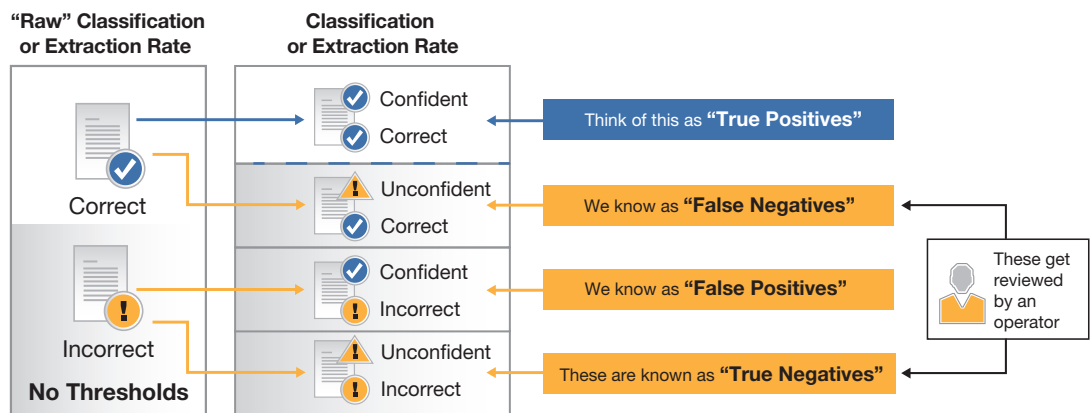 “Raw” Classification
or Extraction Rate
Classification
or Extraction Rate
Correct
Incorrect
No Thresholds
Confident
Correct
Unconfident
Correct
Confident
Incorrect
Unconfident
Incorrect
Think of this as “True Positives”
We know as “False Negatives”
We know as “False Positives”
These are known as “True Negatives”
These get
reviewed
by an
operator